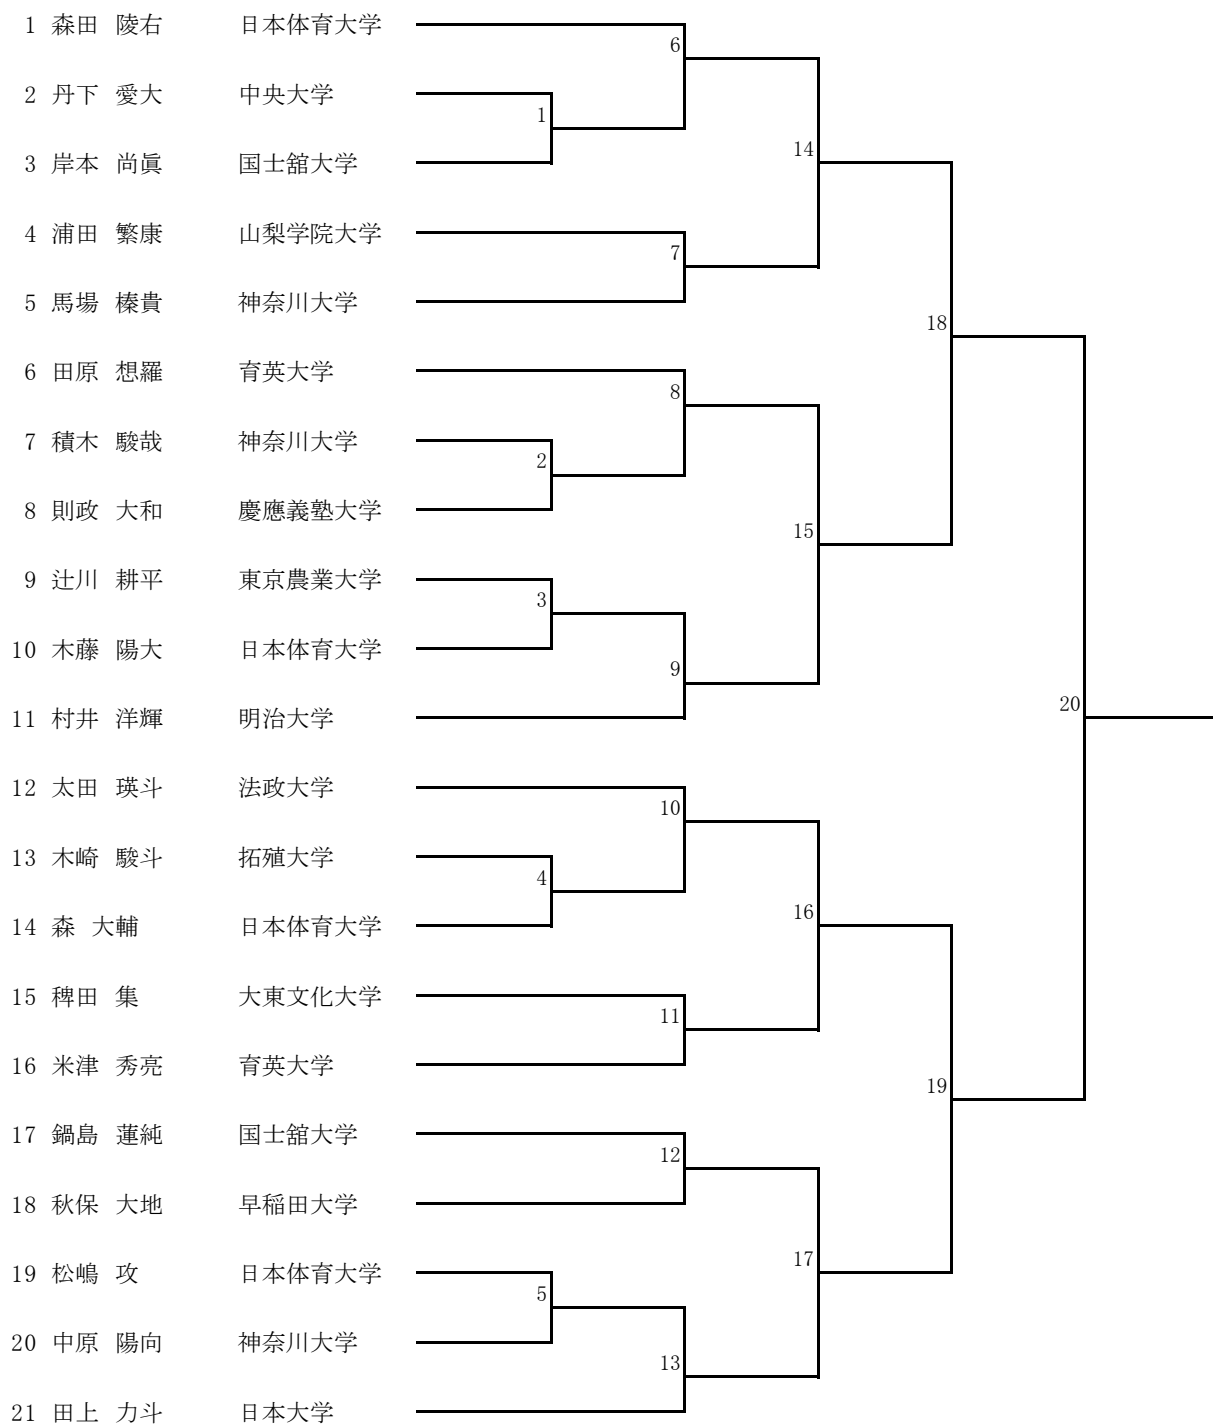 1 森田 陵右 日本体育大学
6
2 丹下 愛大 中央大学
1
14
3 岸本 尚眞 国士舘大学
4 浦田 繁康 山梨学院大学
7
5 馬場 榛貴 神奈川大学
18
6 田原 想羅 育英大学
8
7 積木 駿哉 神奈川大学
2
8 則政 大和 慶應義塾大学
15
9 辻川 耕平 東京農業大学
3
10 木藤 陽大 日本体育大学
9
20
11 村井 洋輝 明治大学
12 太田 瑛斗 法政大学
10
13 木崎 駿斗 拓殖大学
4
16
14 森 大輔 日本体育大学
15 稗田 集 大東文化大学
11
16 米津 秀亮 育英大学
19
17 鍋島 蓮純 国士舘大学
12
18 秋保 大地 早稲田大学
17
19 松嶋 攻 日本体育大学
5
20 中原 陽向 神奈川大学
13
21 田上 力斗 日本大学